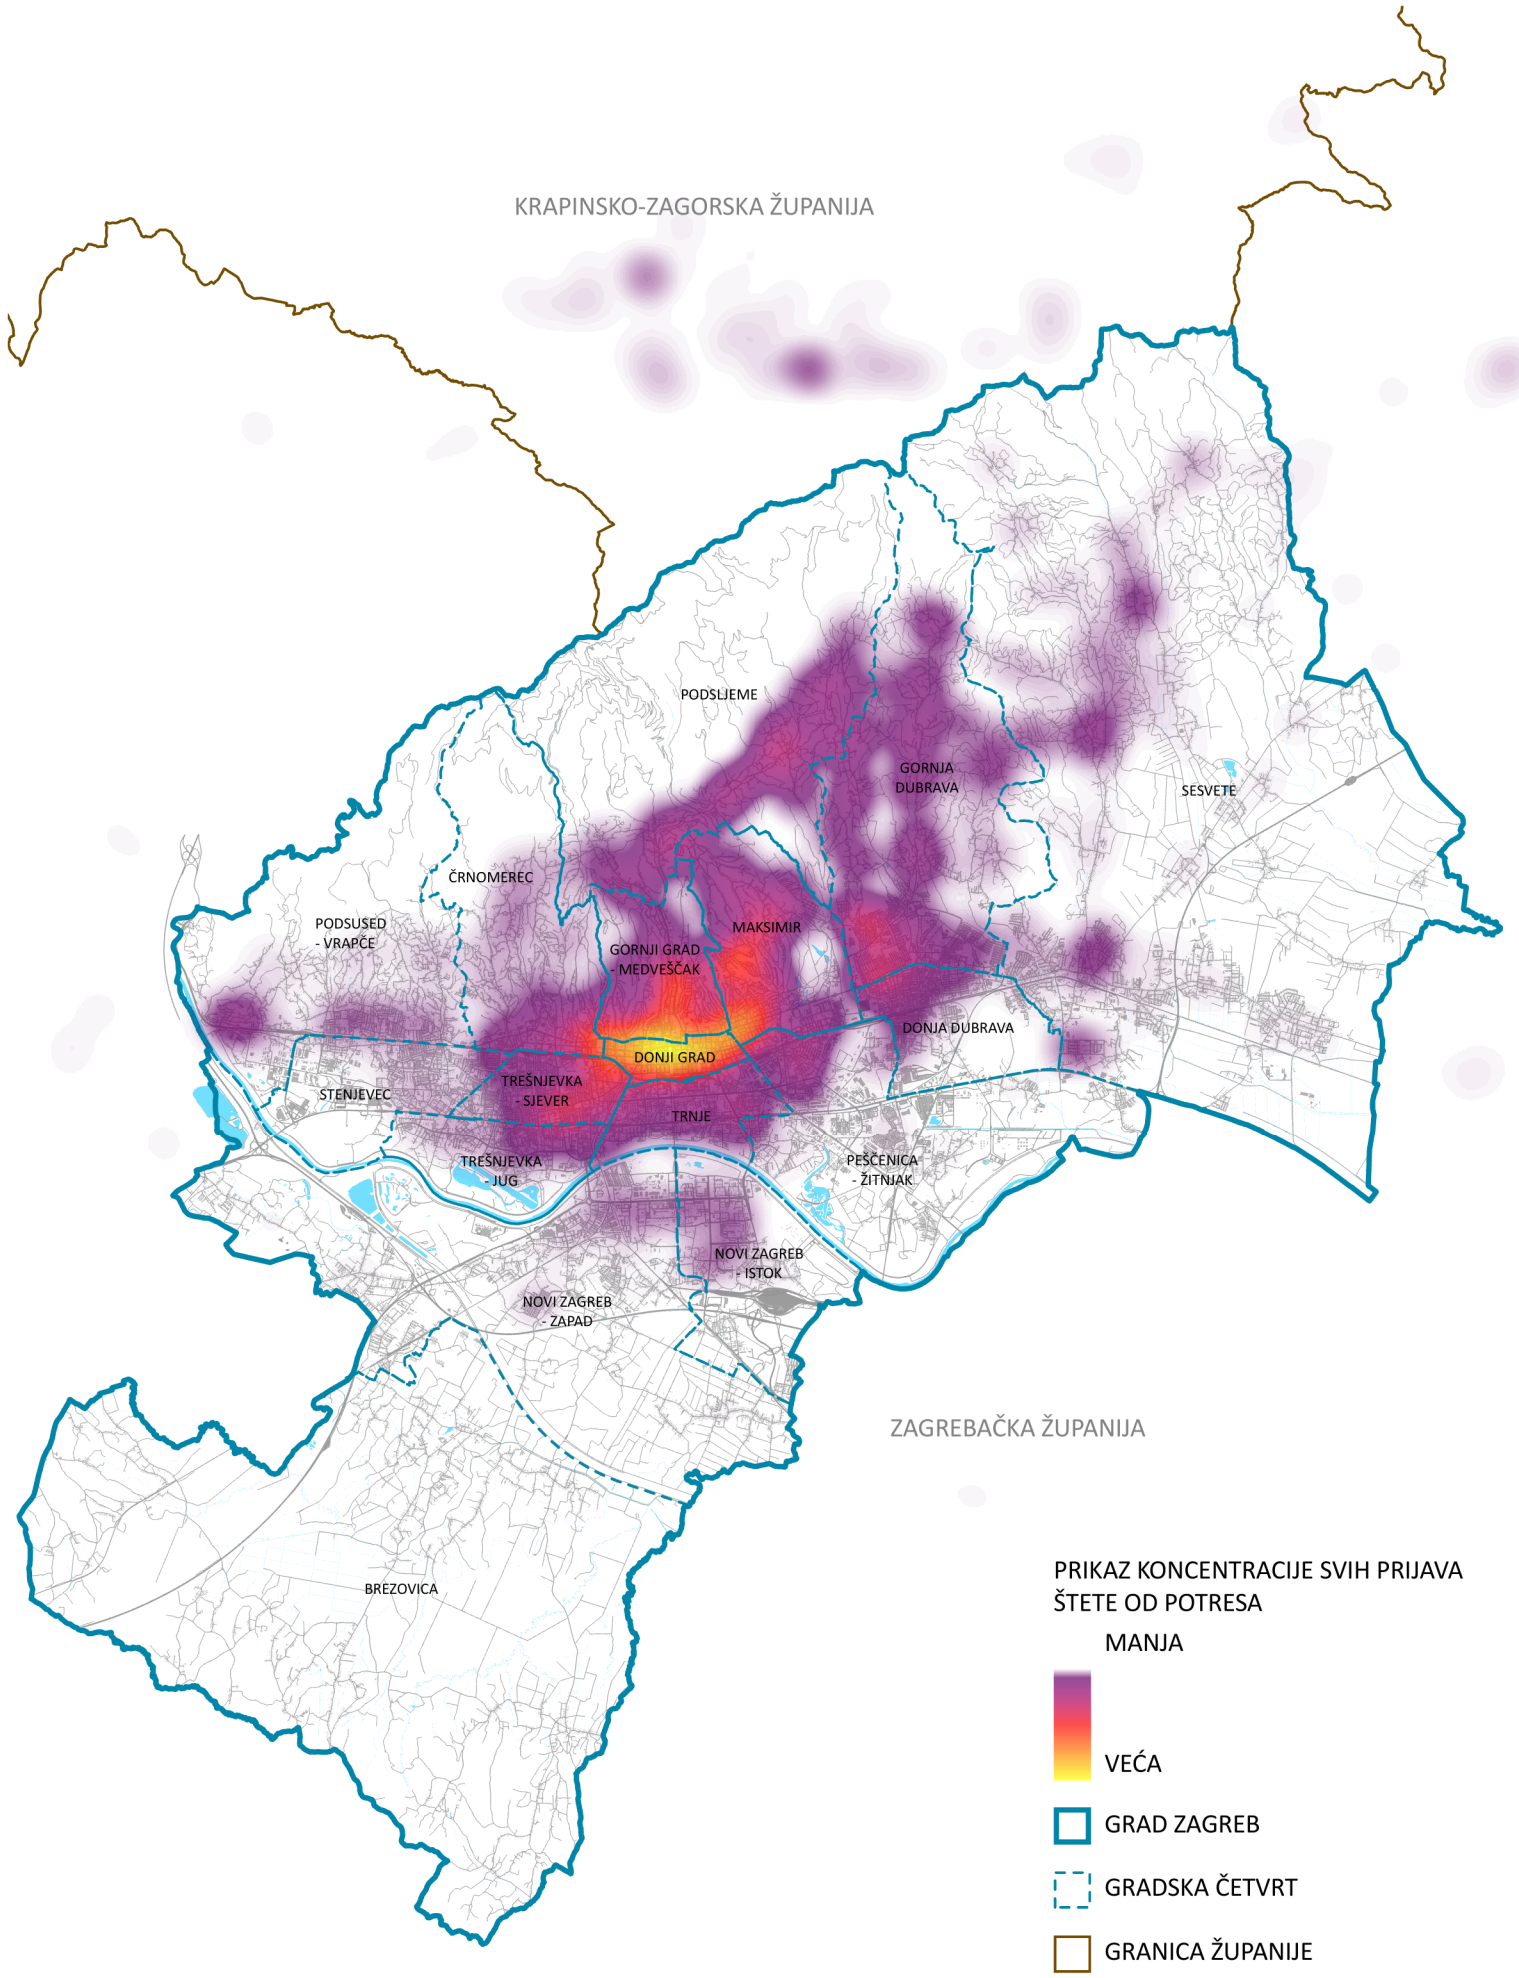 KRAPINSKO-ZAGORSKA ŽUPANIJA
PODSLJEME
GORNJA
DUBRAVA
SESVETE
ČRNOMEREC
PODSUSED
- VRAPČE
MAKSIMIR
GORNJI GRAD
- MEDVEŠČAK
DONJA DUBRAVA
DONJI GRAD
STENJEVEC
TREŠNJEVKA
- SJEVER
TRNJE
TREŠNJEVKA
- JUG
PEŠČENICA
- ŽITNJAK
NOVI ZAGREB
- ISTOK
NOVI ZAGREB
- ZAPAD
ZAGREBAČKA ŽUPANIJA
BREZOVICA
PRIKAZ KONCENTRACIJE SVIH PRIJAVA
ŠTETE OD POTRESA
MANJA
VEĆA
GRAD ZAGREB
GRADSKA ČETVRT
GRANICA ŽUPANIJE